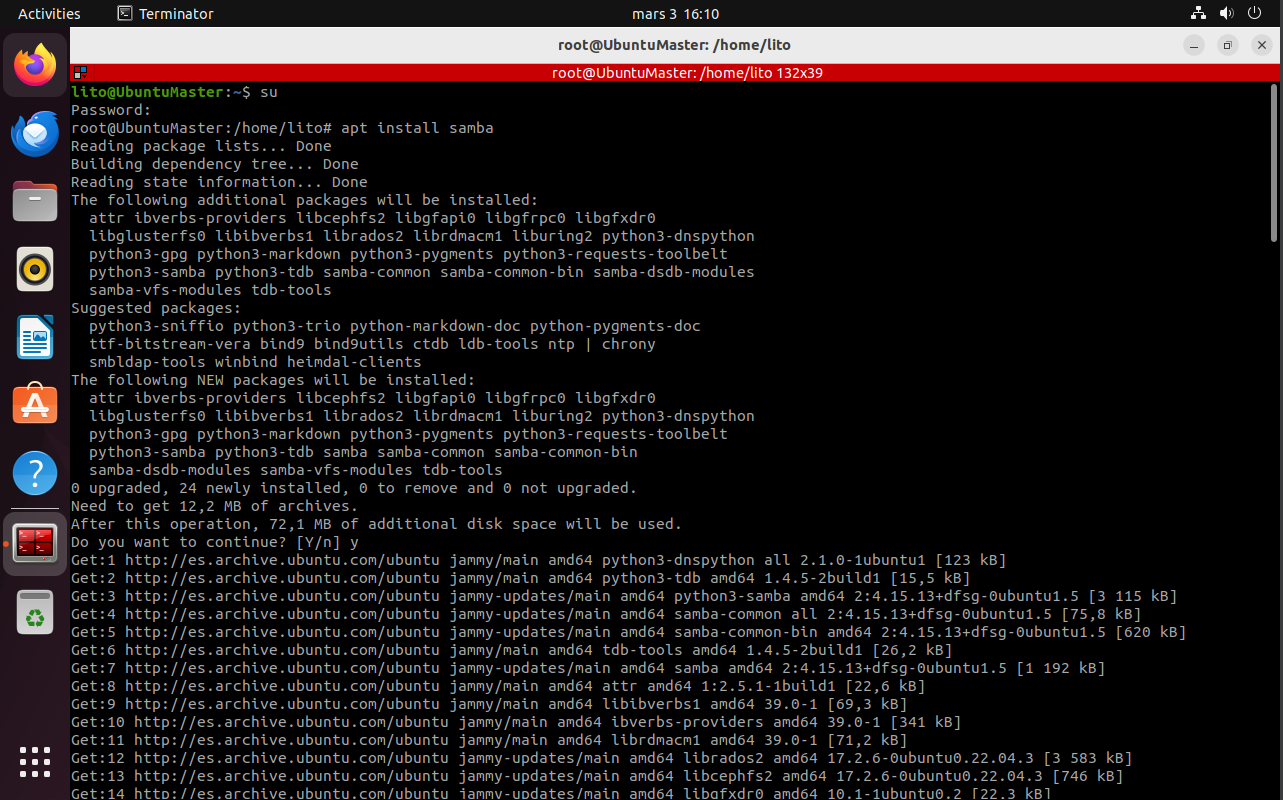 Activities
Terminator
mars 3 16:10
root@UbuntuMaster: /home/lito
root@UbuntuMaster: /home/lito 132x39
lito@UbuntuMaster:~$ su
Password:
root@UbuntuMaster:/home/lito# apt install samba
Reading package lists... Done
Building dependency tree... Done
Reading state information... Done
The following additional packages will be installed:
  attr ibverbs-providers libcephfs2 libgfapi0 libgfrpc0 libgfxdr0
  libglusterfs0 libibverbs1 librados2 librdmacm1 liburing2 python3-dnspython
  python3-gpg python3-markdown python3-pygments python3-requests-toolbelt
  python3-samba python3-tdb samba-common samba-common-bin samba-dsdb-modules
  samba-vfs-modules tdb-tools
Suggested packages:
  python3-sniffio python3-trio python-markdown-doc python-pygments-doc
  ttf-bitstream-vera bind9 bind9utils ctdb ldb-tools ntp | chrony
  smbldap-tools winbind heimdal-clients
The following NEW packages will be installed:
  attr ibverbs-providers libcephfs2 libgfapi0 libgfrpc0 libgfxdr0
  libglusterfs0 libibverbs1 librados2 librdmacm1 liburing2 python3-dnspython
  python3-gpg python3-markdown python3-pygments python3-requests-toolbelt
  python3-samba python3-tdb samba samba-common samba-common-bin
  samba-dsdb-modules samba-vfs-modules tdb-tools
0 upgraded, 24 newly installed, 0 to remove and 0 not upgraded.
Need to get 12,2 MB of archives.
After this operation, 72,1 MB of additional disk space will be used.
Do you want to continue? [Y/n] y
Get:1 http://es.archive.ubuntu.com/ubuntu jammy/main amd64 python3-dnspython all 2.1.0-1ubuntu1 [123 kB]
Get:2 http://es.archive.ubuntu.com/ubuntu jammy/main amd64 python3-tdb amd64 1.4.5-2build1 [15,5 kB]
Get:3 http://es.archive.ubuntu.com/ubuntu jammy-updates/main amd64 python3-samba amd64 2:4.15.13+dfsg-0ubuntu1.5 [3 115 kB]
Get:4 http://es.archive.ubuntu.com/ubuntu jammy-updates/main amd64 samba-common all 2:4.15.13+dfsg-0ubuntu1.5 [75,8 kB]
Get:5 http://es.archive.ubuntu.com/ubuntu jammy-updates/main amd64 samba-common-bin amd64 2:4.15.13+dfsg-0ubuntu1.5 [620 kB]
Get:6 http://es.archive.ubuntu.com/ubuntu jammy/main amd64 tdb-tools amd64 1.4.5-2build1 [26,2 kB]
Get:7 http://es.archive.ubuntu.com/ubuntu jammy-updates/main amd64 samba amd64 2:4.15.13+dfsg-0ubuntu1.5 [1 192 kB]
Get:8 http://es.archive.ubuntu.com/ubuntu jammy/main amd64 attr amd64 1:2.5.1-1build1 [22,6 kB]
Get:9 http://es.archive.ubuntu.com/ubuntu jammy/main amd64 libibverbs1 amd64 39.0-1 [69,3 kB]
Get:10 http://es.archive.ubuntu.com/ubuntu jammy/main amd64 ibverbs-providers amd64 39.0-1 [341 kB]
Get:11 http://es.archive.ubuntu.com/ubuntu jammy/main amd64 librdmacm1 amd64 39.0-1 [71,2 kB]
Get:12 http://es.archive.ubuntu.com/ubuntu jammy-updates/main amd64 librados2 amd64 17.2.6-0ubuntu0.22.04.3 [3 583 kB]
Get:13 http://es.archive.ubuntu.com/ubuntu jammy-updates/main amd64 libcephfs2 amd64 17.2.6-0ubuntu0.22.04.3 [746 kB]
Get:14 http://es.archive.ubuntu.com/ubuntu jammy-updates/main amd64 libgfxdr0 amd64 10.1-1ubuntu0.2 [22,3 kB]